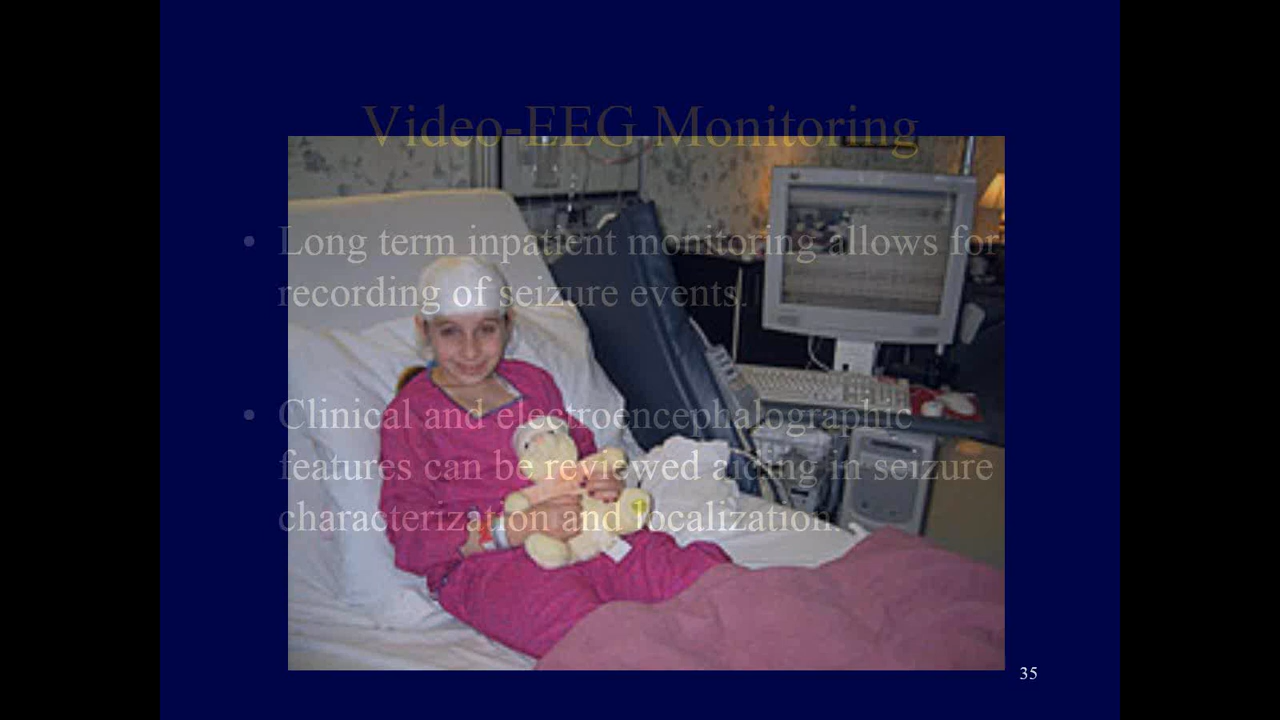 Video-EEG Monitoring
• Long term inpatient monitoring allows for
recording of seizure events.
• Clinical and electroencephalographic
features can be reviewed aiding in seizure
characterization and localization.
35